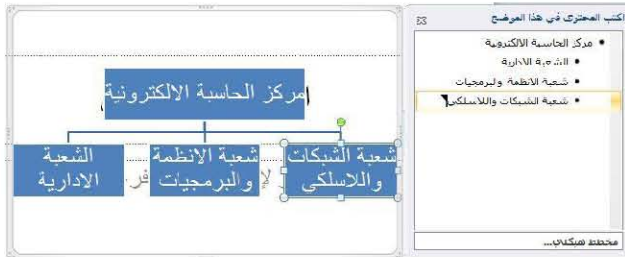 اكتب المحتوى في هذا الموضع
مركز الحاسبة الالكترونية
الشعبة الادارية
شعبة الانظمة والبرمجيات
شعبة الشبكات واللاسلكي
مخطط هيكلي...
مركز الحاسبة الالكترونية
شعبة الشبكات
واللاسلكي
شعبة الانظمة
والبرمجيات
الشعبة
الادارية